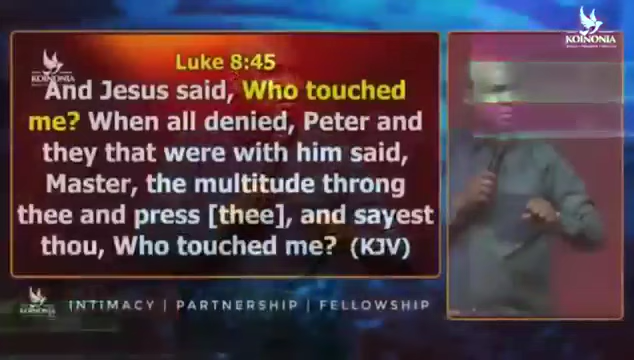 KOINONIA
KOINONIA
Luke 8:45
And Jesus said, Who touched
me? When all denied, Peter and
they that were with him said,
Master, the multitude throng
thee and press [thee], and sayest
thou, Who touched me? (KJV)
KOINONIA
INTIMACY | PARTNERSHIP | FELLOWSHIP